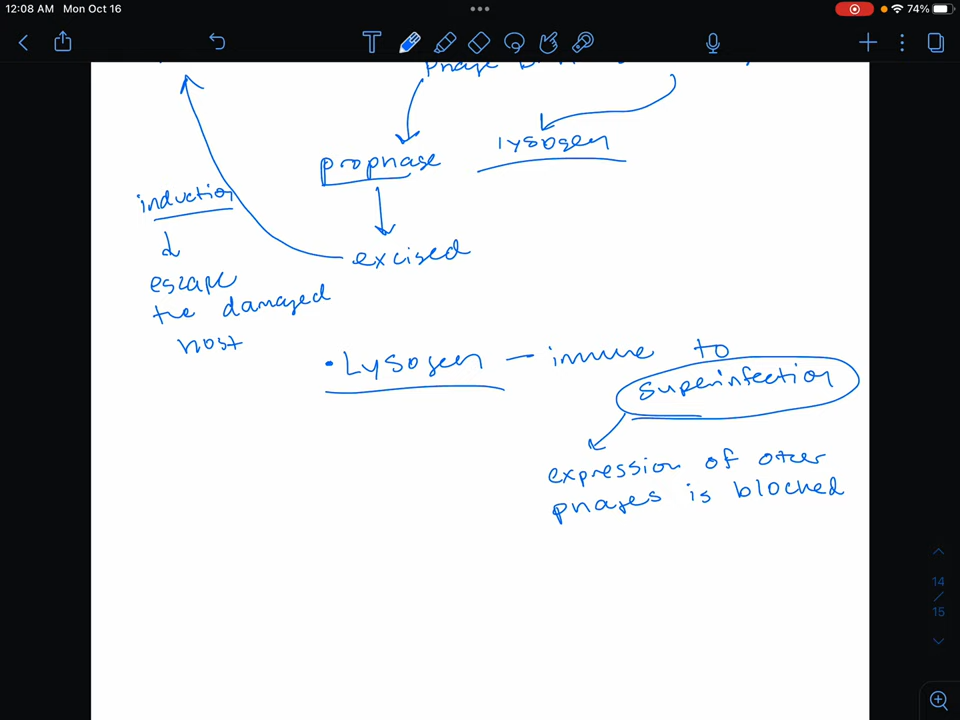 12:08 AM Mon Oct 16
74%
T
lysogen
prophage
induction
excised
escape
the damaged
host
• Lysogen — immune to
superinfection
expression of other
phages is blocked
14
/
15